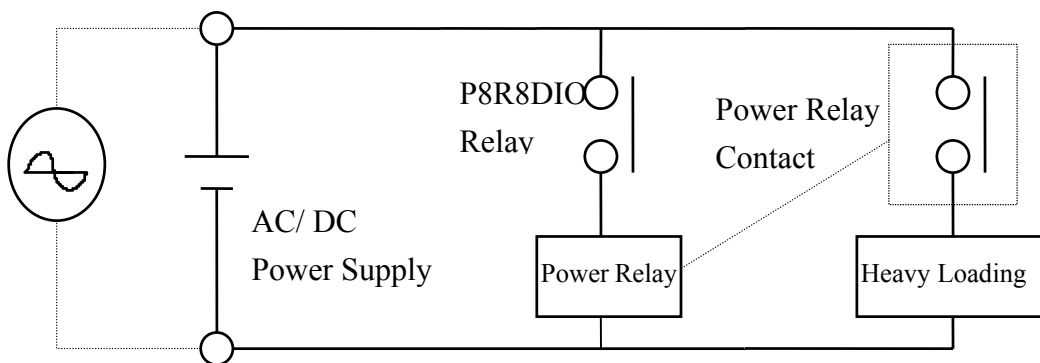 P8R8DIO
Relay
Power Relay
Contact
AC/ DC
Power Supply
Power Relay
Heavy Loading